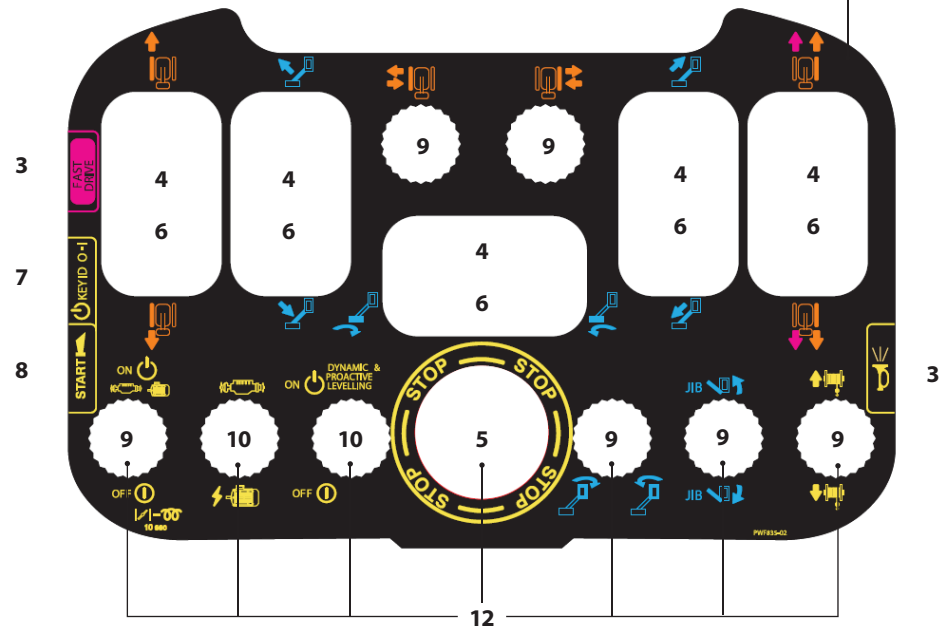 9 9
3 FAST DRIVE
4 4 4 4
6 6 6 6
4
6
7 KEY ID O-I
8 START
3
ON
ON DYNAMIC &
PROACTIVE
LEVELLING
STOP STOP
STOP STOP
JIB
9 10 10 5 9 9 9
OFF
OFF
JIB
10 sec
PWF835-02
12